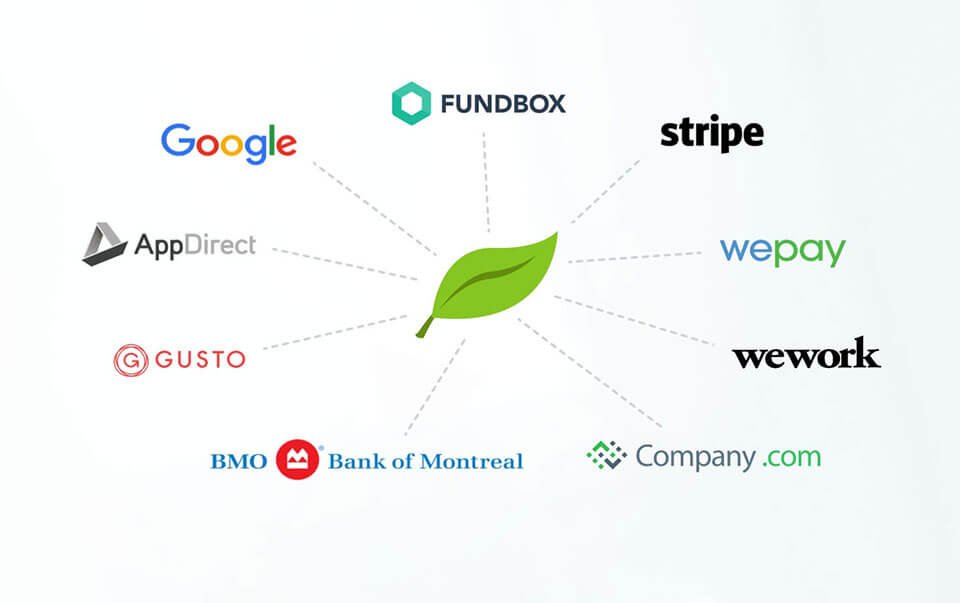 FUNDBOX
Google
stripe
AppDirect
wepay
G GUSTO
wework
BMO Bank of Montreal
Company.com